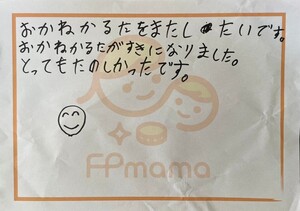 おかねかるたをまたしたいです。
おかねかるたがすきになりました。
とってもたのしかったです。
FPmama